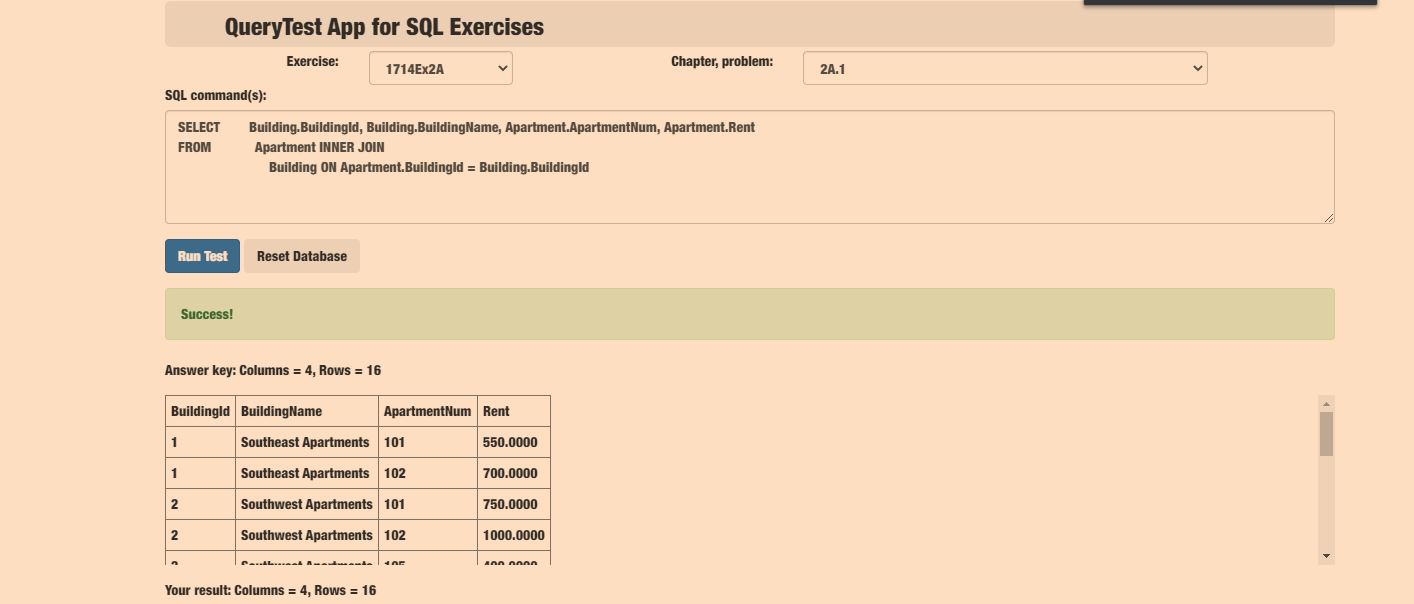 QueryTest App for SQL Exercises
Exercise: 1714Ex2A Chapter, problem: 2A.1
SQL command(s):
SELECT Building.BuildingId, Building.BuildingName, Apartment.ApartmentNum, Apartment.Rent
FROM Apartment INNER JOIN
Building ON Apartment.BuildingId = Building.BuildingId
Run Test Reset Database
Success!
Answer key: Columns = 4, Rows = 16
BuildingId BuildingName ApartmentNum Rent
1 Southeast Apartments 101 550.0000
1 Southeast Apartments 102 700.0000
2 Southwest Apartments 101 750.0000
2 Southwest Apartments 102 1000.0000
Southwest Apartments
Your result: Columns = 4, Rows = 16